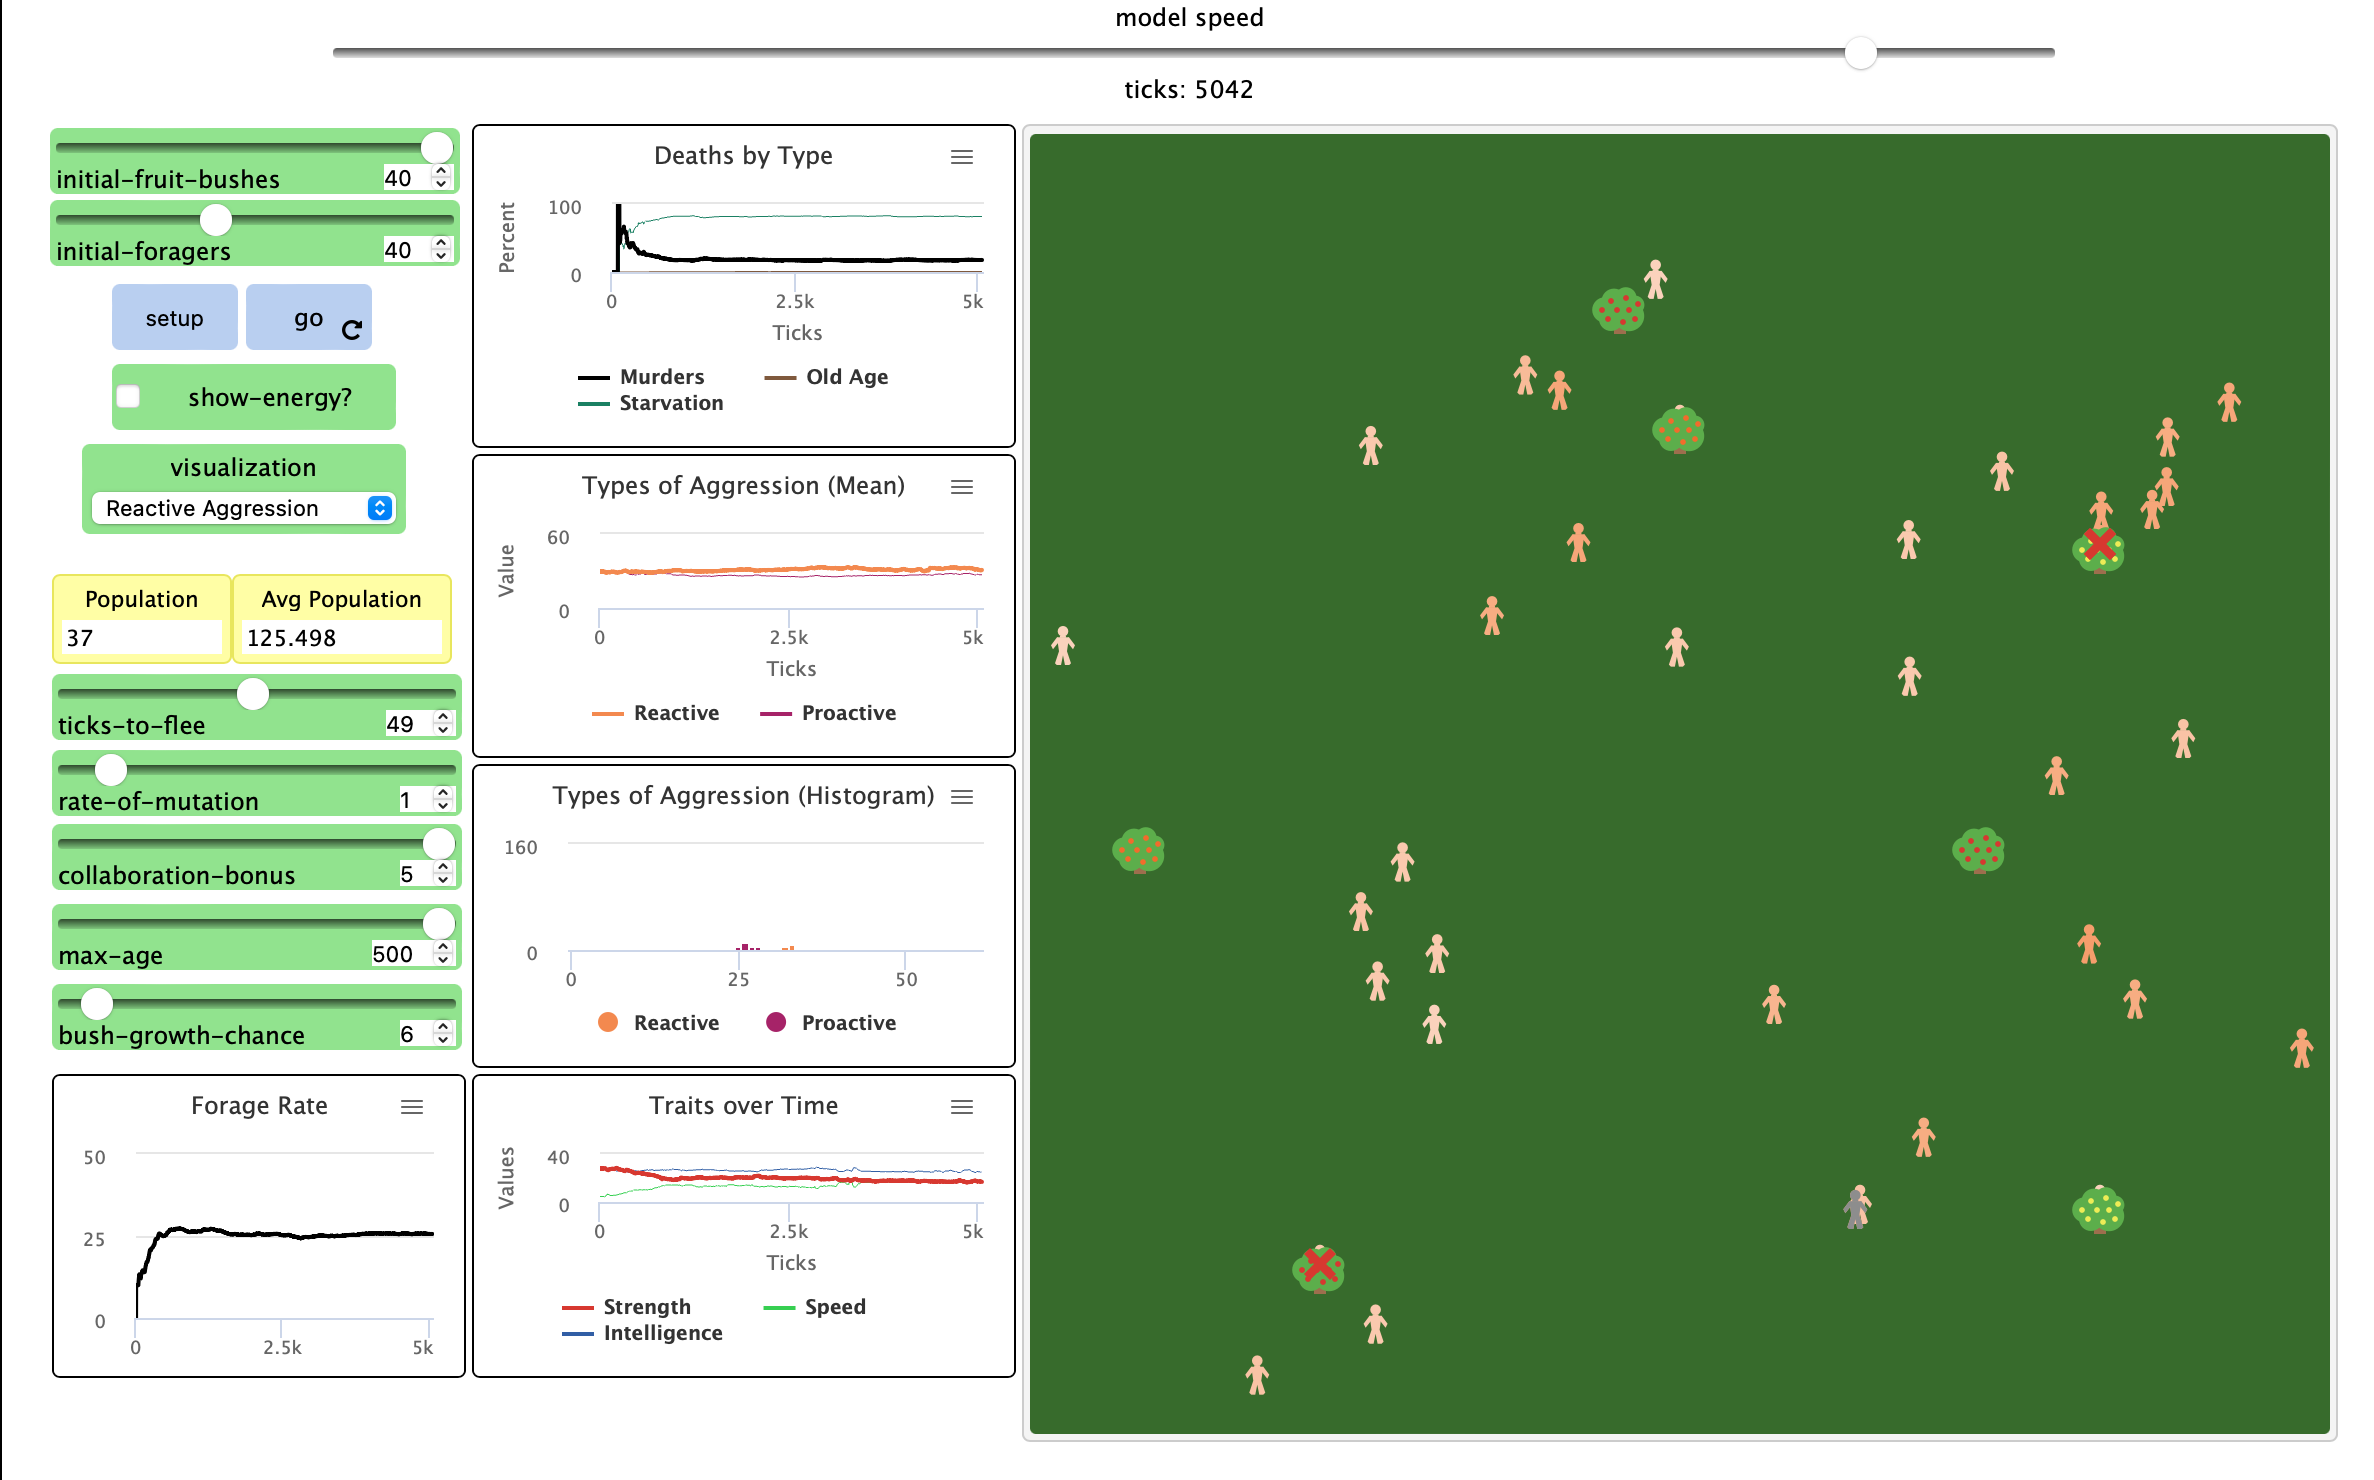 model speed
ticks: 5042
initial-fruit-bushes 40
initial-foragers 40
setup
go
show-energy?
visualization
Reactive Aggression
Population
37
Avg Population
125.498
ticks-to-flee 49
rate-of-mutation 1
collaboration-bonus 5
max-age 500
bush-growth-chance 6
Forage Rate
50
25
0
0 2.5k 5k
Deaths by Type
Percent
100
0
0 2.5k 5k
Ticks
Murders Old Age
Starvation
Types of Aggression (Mean)
Value
60
0
0 2.5k 5k
Ticks
Reactive Proactive
Types of Aggression (Histogram)
160
0
0 25 50
Reactive Proactive
Traits over Time
Values
40
0
0 2.5k 5k
Ticks
Strength Speed
Intelligence